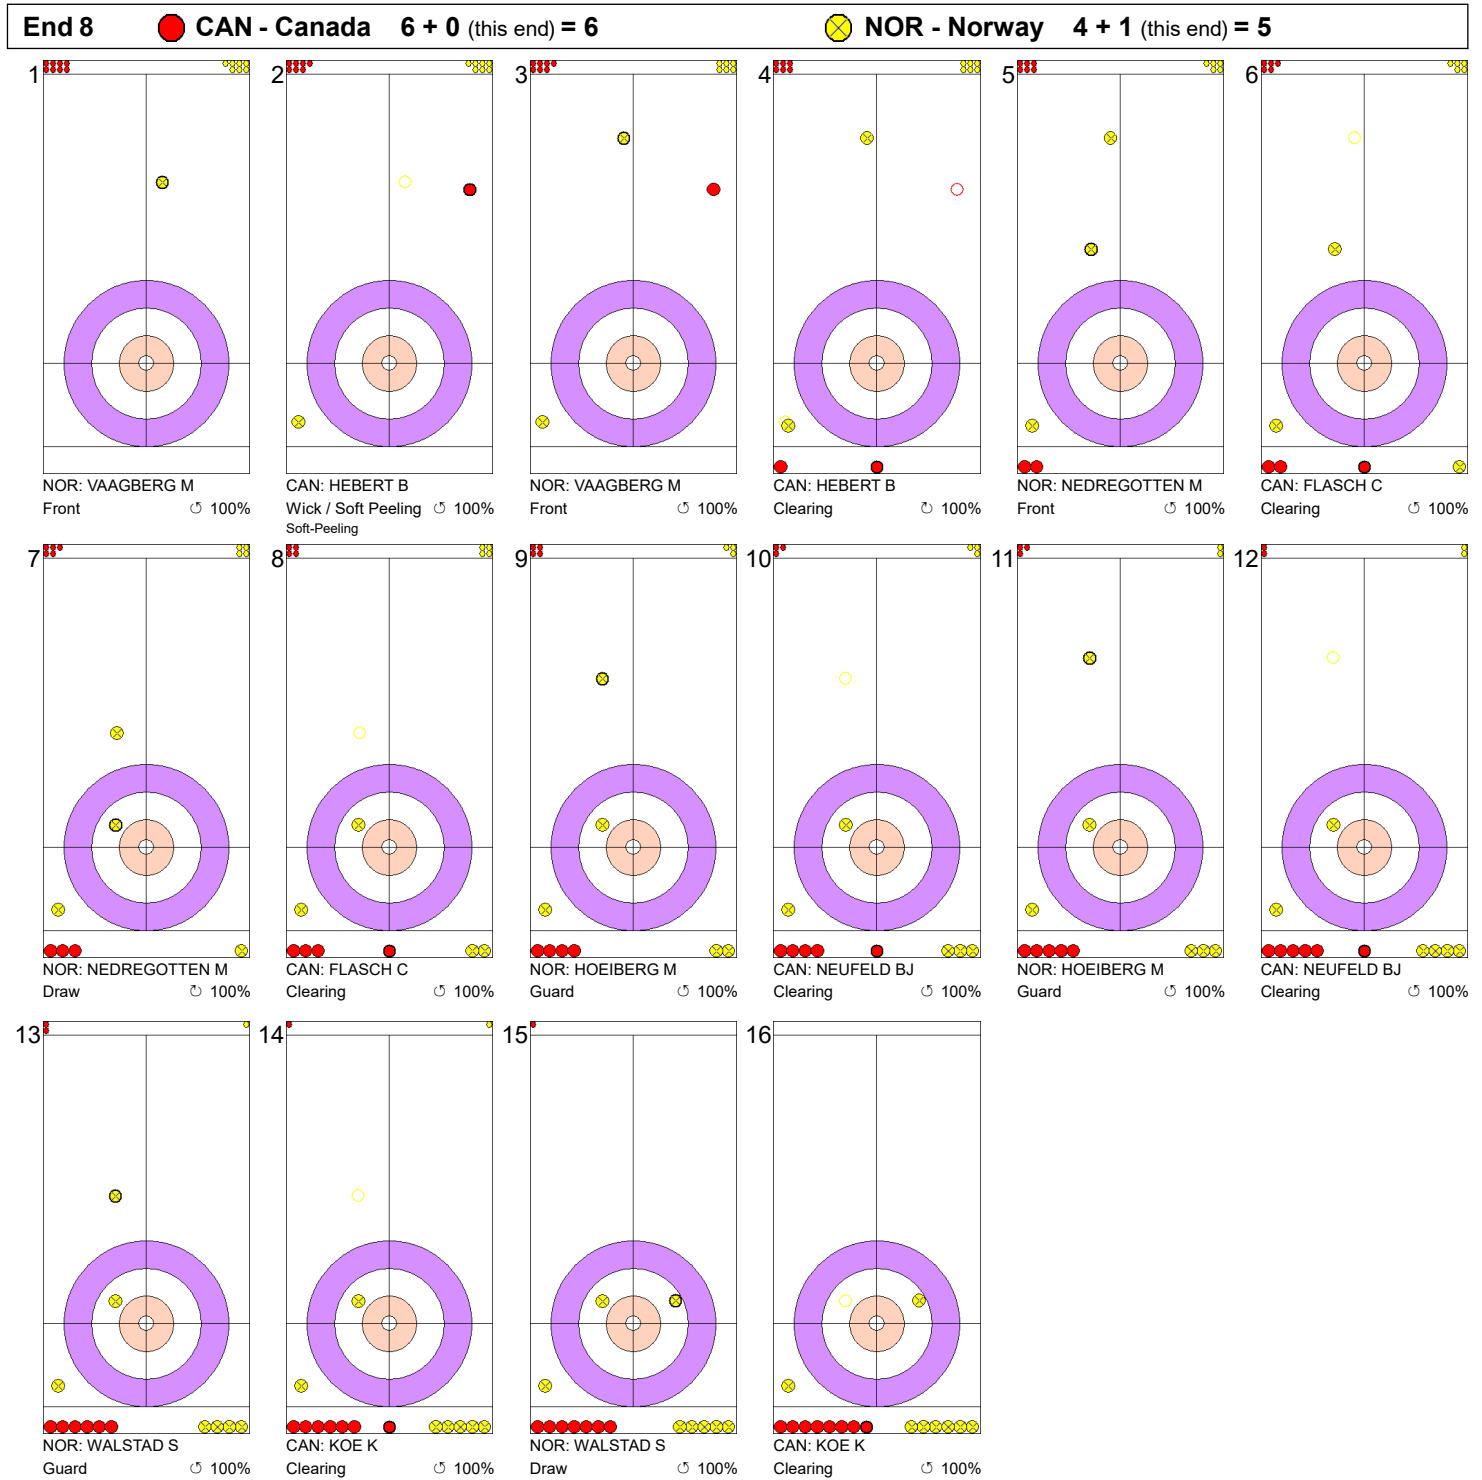 End 8 CAN - Canada 6 + 0 (this end) = 6 NOR - Norway 4 + 1 (this end) = 5
1 2 3 4 5 6
NOR: VAAGBERG M CAN: HEBERT B NOR: VAAGBERG M CAN: HEBERT B NOR: NEDREGOTTEN M CAN: FLASCH C
Front ↺ 100% Wick / Soft Peeling ↺ 100% Front ↺ 100% Clearing ↻ 100% Front ↺ 100% Clearing ↺ 100%
Soft-Peeling
7 8 9 10 11 12
NOR: NEDREGOTTEN M CAN: FLASCH C NOR: HOEIBERG M CAN: NEUFELD BJ NOR: HOEIBERG M CAN: NEUFELD BJ
Draw ↻ 100% Clearing ↺ 100% Guard ↺ 100% Clearing ↺ 100% Guard ↺ 100% Clearing ↺ 100%
13 14 15 16
NOR: WALSTAD S CAN: KOE K NOR: WALSTAD S CAN: KOE K
Guard ↺ 100% Clearing ↺ 100% Draw ↺ 100% Clearing ↺ 100%